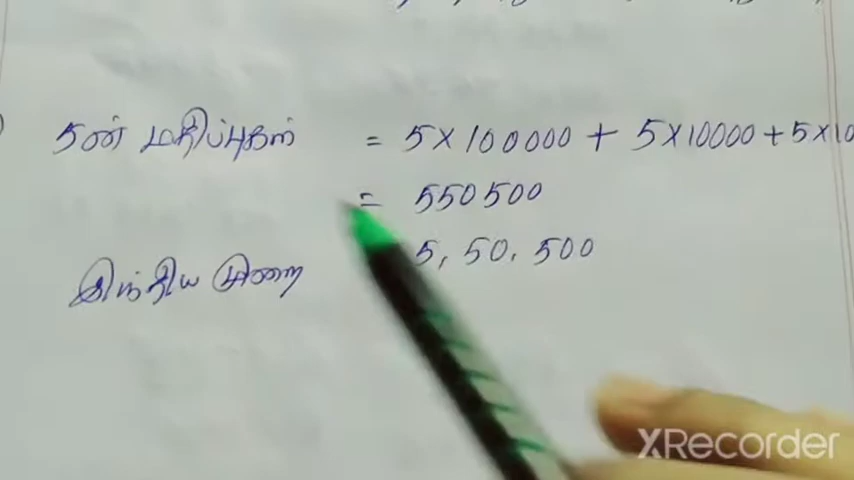 5ன் மதிப்புகள் = 5×100000 + 5×10000 + 5×10
= 550500
இந்திய முறை 5, 50, 500
XRecorder